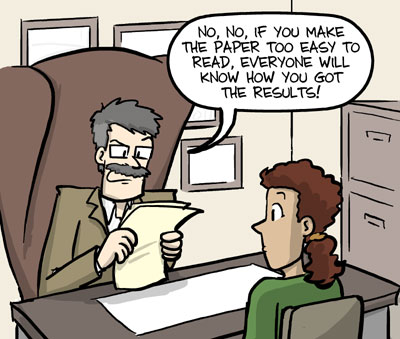 NO, NO, IF YOU MAKE
THE PAPER TOO EASY TO
READ, EVERYONE WILL
KNOW HOW YOU GOT
THE RESULTS!